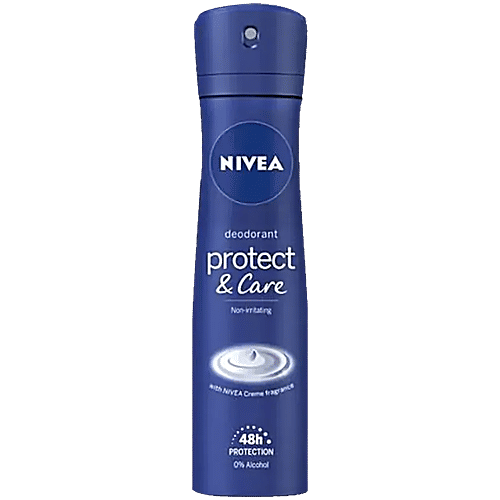 NIVEA
deodorant
protect
& Care
Non-irritating
with NIVEA Creme fragrance
48h
PROTECTION
0% Alcohol